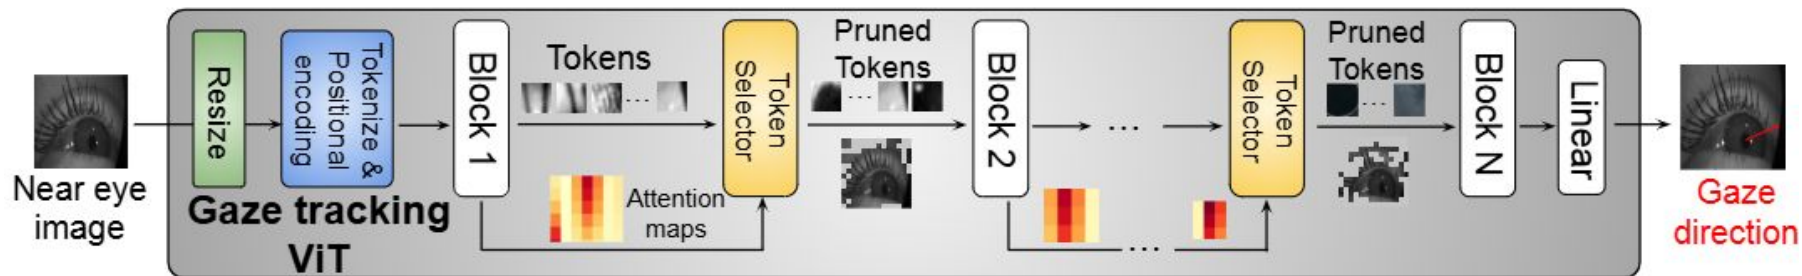 Near eye
image
Resize
Tokenize &
Positional
encoding
Gaze tracking
ViT
Block 1
Tokens
...
Attention
maps
Token
Selector
Pruned
Tokens
...
Block 2
...
...
Token
Selector
Pruned
Tokens
...
Block N
Linear
Gaze
direction